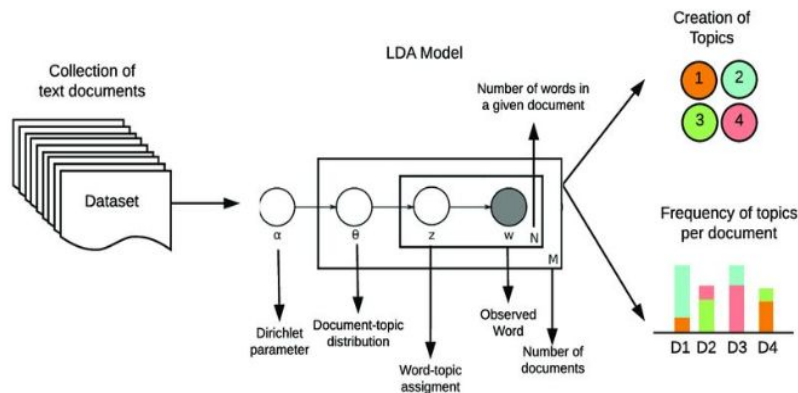 Collection of
text documents
Dataset
LDA Model
Number of words in
a given document
α
θ
z
w
N
M
Dirichlet
parameter
Document-topic
distribution
Word-topic
assigment
Observed
Word
Number of
documents
Creation of
Topics
1
2
3
4
Frequency of topics
per document
D1 D2 D3 D4